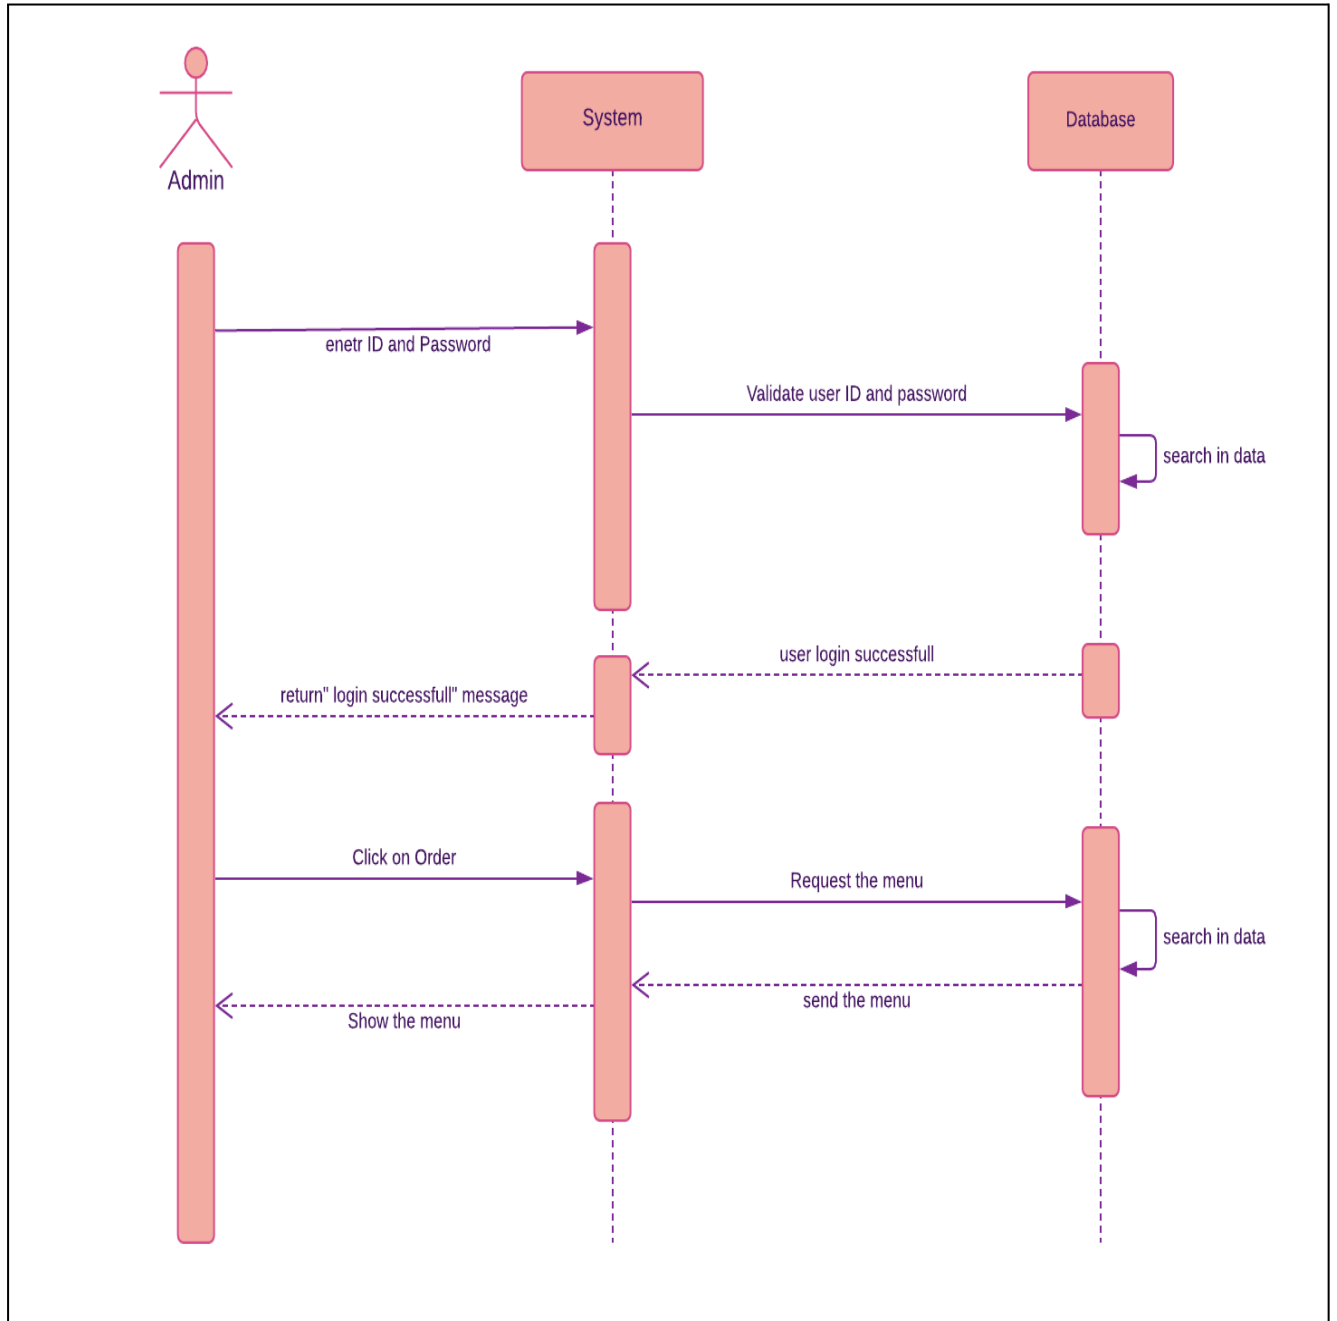 System
Database
Admin
enetr ID and Password
Validate user ID and password
search in data
user login successfull
return" login successfull" message
Click on Order
Request the menu
search in data
send the menu
Show the menu